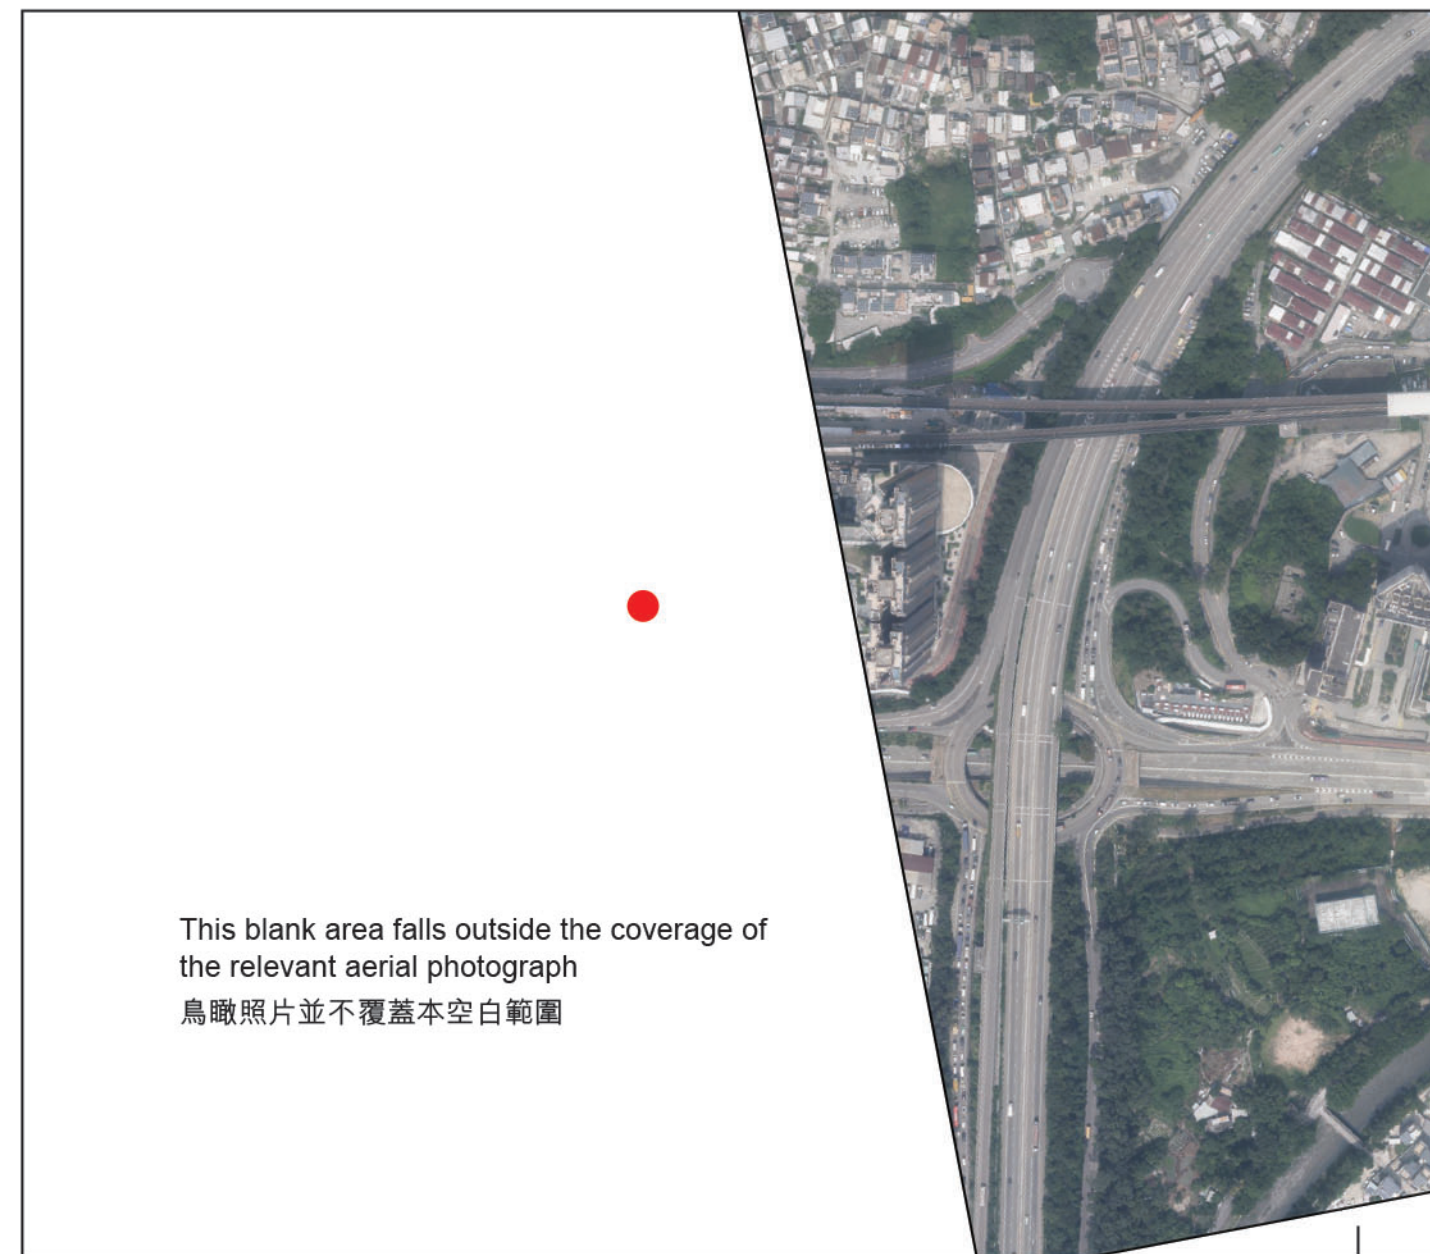 This blank area falls outside the coverage of
the relevant aerial photograph
鳥瞰照片並不覆蓋本空白範圍